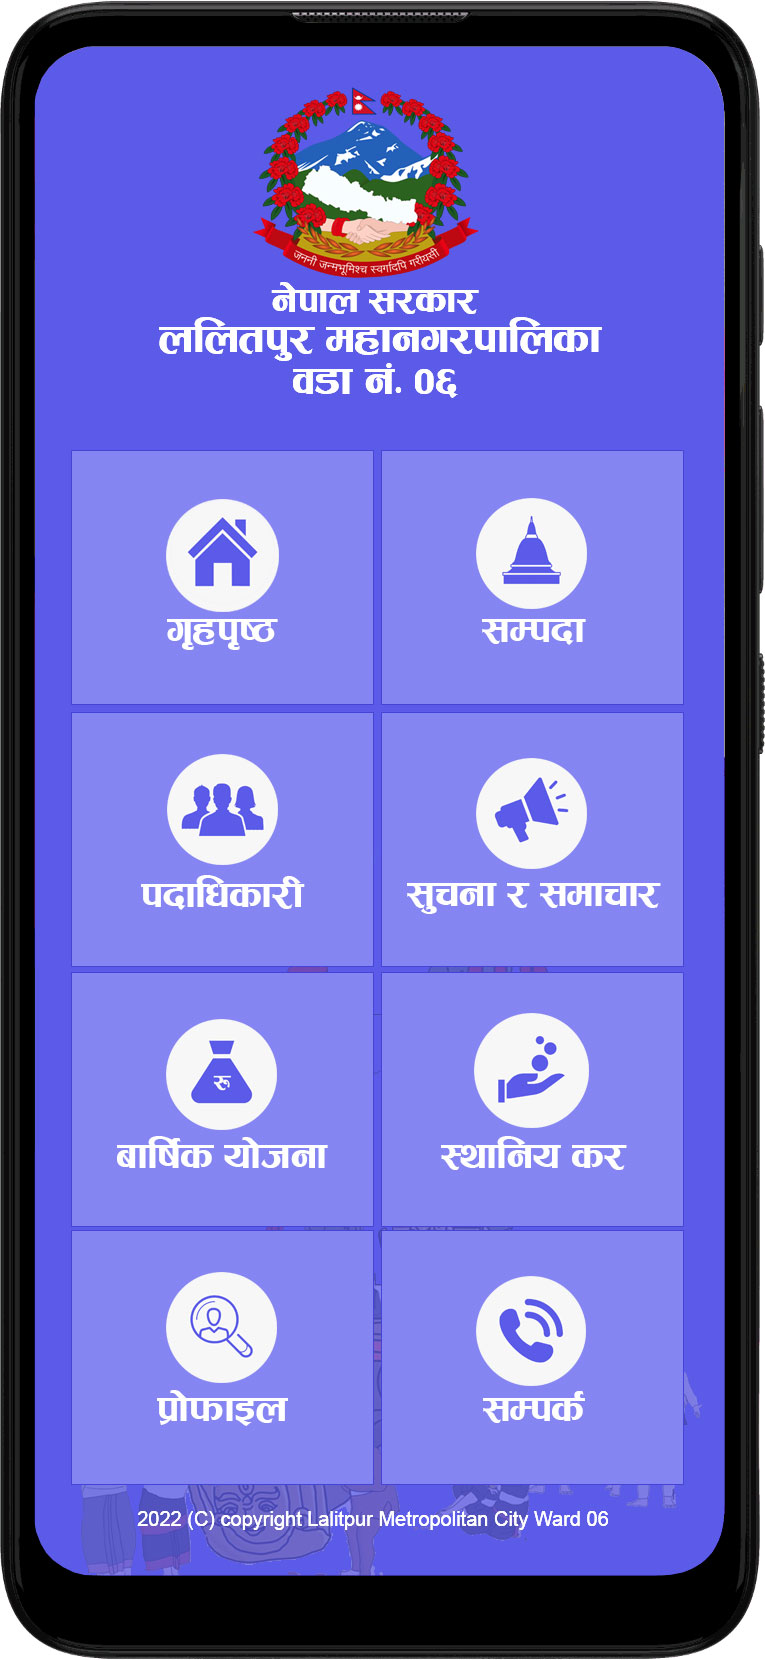 जननी जन्मभूमिश्च स्वर्गादपि गरीयसी
नेपाल सरकार
ललितपुर महानगरपालिका
वडा नं. ०६
गृहपृष्ठ
सम्पदा
पदाधिकारी
सुचना र समाचार
रू
बार्षिक योजना
स्थानिय कर
प्रोफाइल
सम्पर्क
2022 (C) copyright Lalitpur Metropolitan City Ward 06